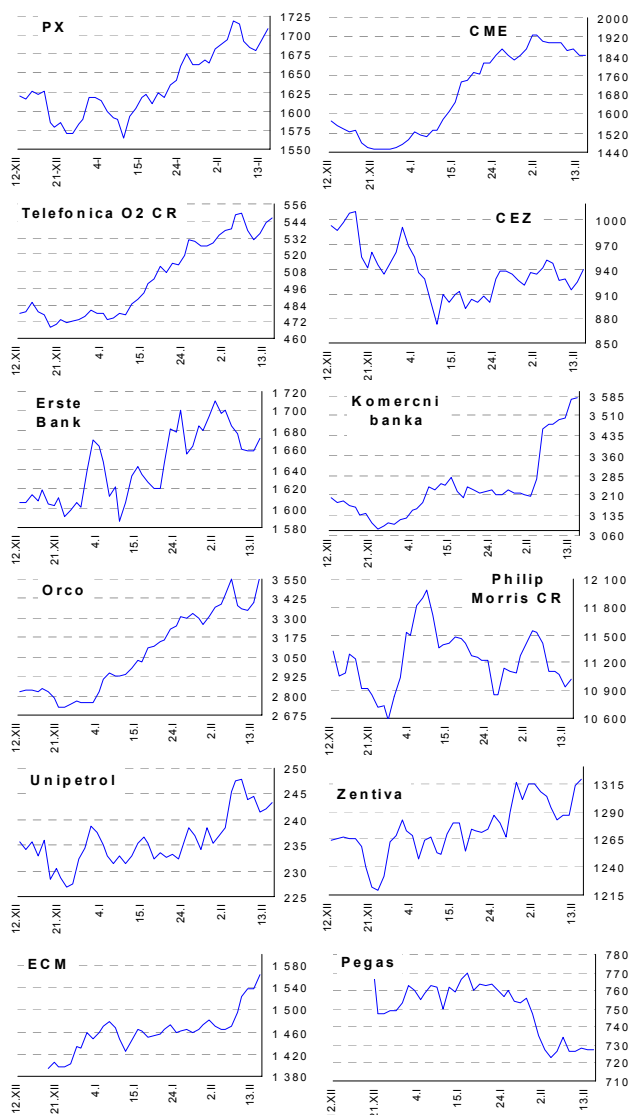 PX
1725
1700
1675
1650
1625
1600
1575
1550
12-XII
21-XII
4-I
15-I
24-I
2-II
13-II
CME
2000
1920
1840
1760
1680
1600
1520
1440
12.XII
21.XII
4.I
15.I
24.I
2.II
13.II
Telefonica O2 CR
556
544
532
520
508
496
484
472
460
12.XII
21.XII
4.I
15.I
24.I
2.II
13.II
CEZ
1000
970
940
910
880
850
12.XII
21.XII
4.I
15.I
24.I
2.II
13.II
Erste
Bank
1 720
1 700
1 680
1 660
1 640
1 620
1 600
1 580
12.XII
21.XII
4.I
15.I
24.I
2.II
13.II
Komercni
banka
3 585
3 510
3 435
3 360
3 285
3 210
3 135
3 060
12.XII
21.XII
4.I
15.I
24.I
2.II
13.II
Orco
3 550
3 425
3 300
3 175
3 050
2 925
2 800
2 675
12.XII
21.XII
4.I
15.I
24.I
2.II
13.II
Philip
Morris CR
12 100
11 800
11 500
11 200
10 900
10 600
12.XII
21.XII
4.I
15.I
24.I
2.II
13.II
Unipetrol
250
245
240
235
230
225
12.XII
21.XII
4.I
15.I
24.I
2.II
13.II
Zentiva
1315
1290
1265
1240
1215
12.XII
21.XII
4.I
15.I
24.I
2.II
13.II
ECM
1 580
1 540
1 500
1 460
1 420
1 380
12.XII
21.XII
4.I
15.I
24.I
2.II
13.II
Pegas
780
770
760
750
740
730
720
710
12.XII
21.XII
4.I
15.I
24.I
2.II
13.II